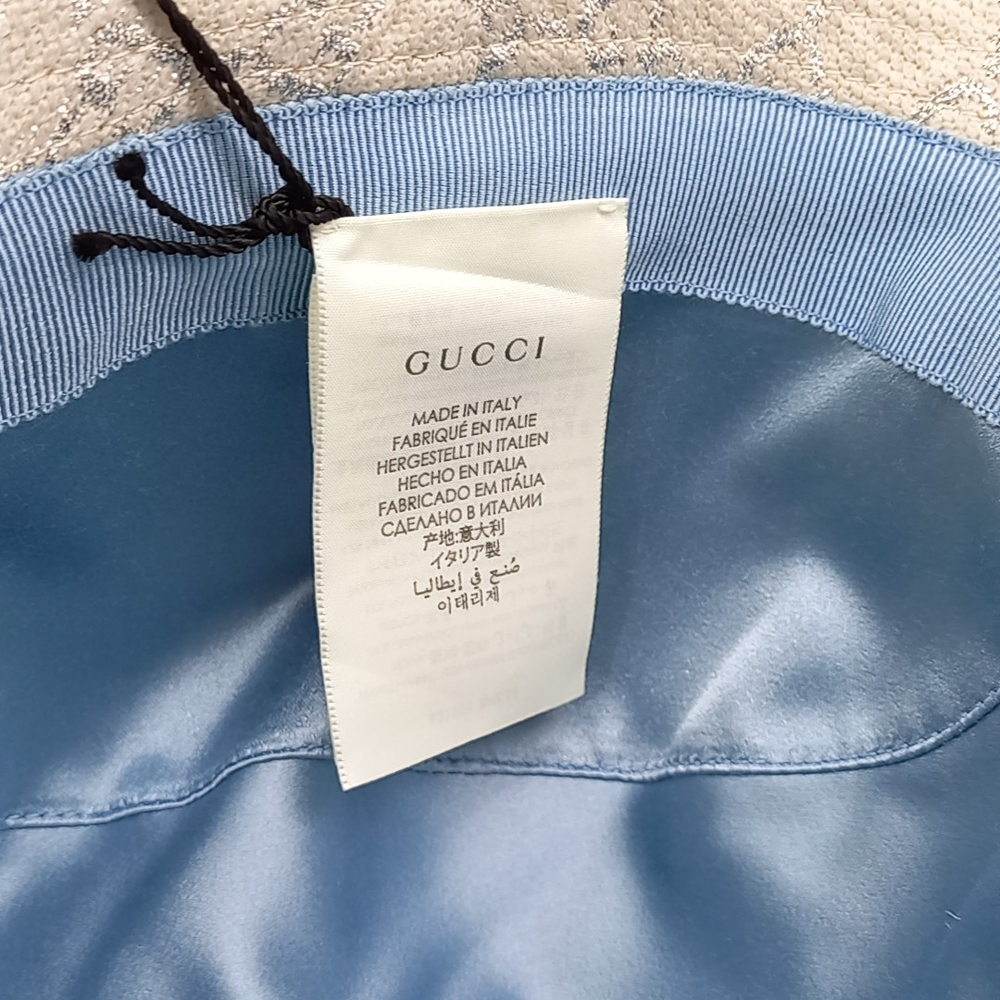 GUCCI
MADE IN ITALY
FABRIQUÉ EN ITALIE
HERGESTELLT IN ITALIEN
HECHO EN ITALIA
FABRICADO EM ITÁLIA
СДЕЛАНО В ИТАЛИИ
产地:意大利
イタリア製
صُنع في إيطاليا
이태리제